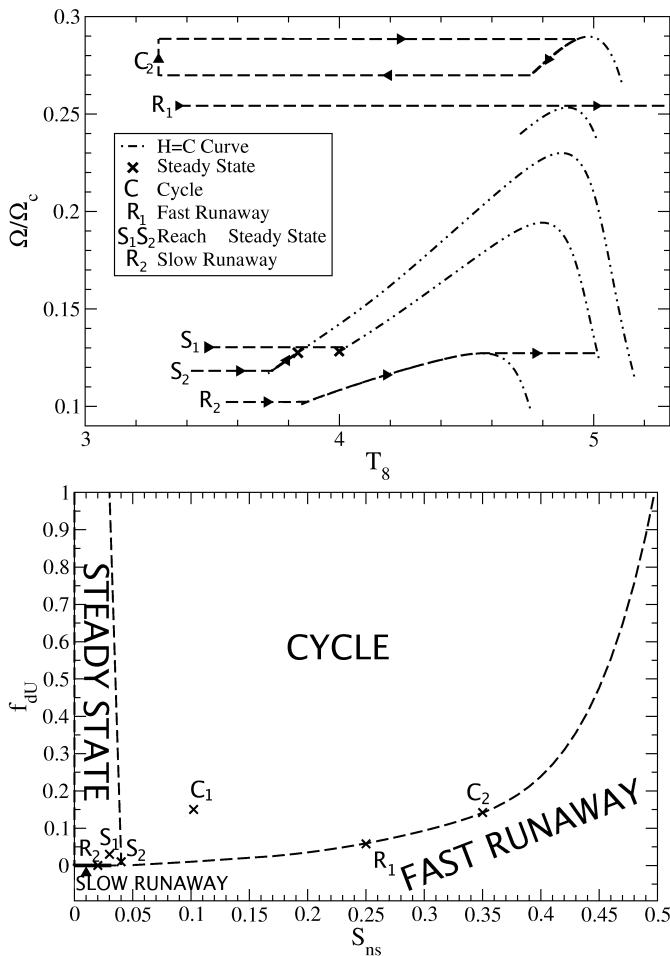 0.3
C2
0.25
R1
H=C Curve
Steady State
C Cycle
R1 Fast Runaway
S1S2 Reach Steady State
R2 Slow Runaway
0.2
Ω/Ωc
0.15
S1
S2
R2
0.1
3 4 5
T8
1
0.9
0.8
0.7
0.6
0.5
0.4
0.3
0.2
0.1
0
fdU
STEADY STATE
CYCLE
C1
C2
S1
R2
S2
R1
FAST RUNAWAY
SLOW RUNAWAY
0 0.05 0.1 0.15 0.2 0.25 0.3 0.35 0.4 0.45 0.5
Sns